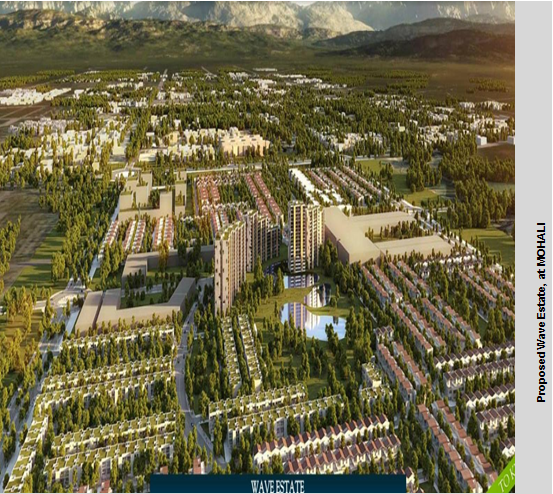 Proposed Wave Estate, at MOHALI
WAVE ESTATE